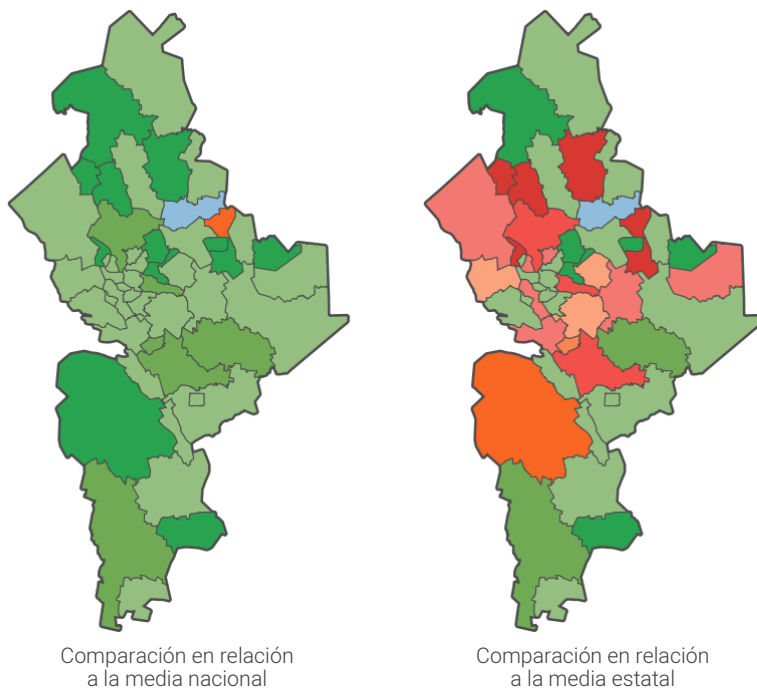 Comparación en relación
a la media nacional
Comparación en relación
a la media estatal